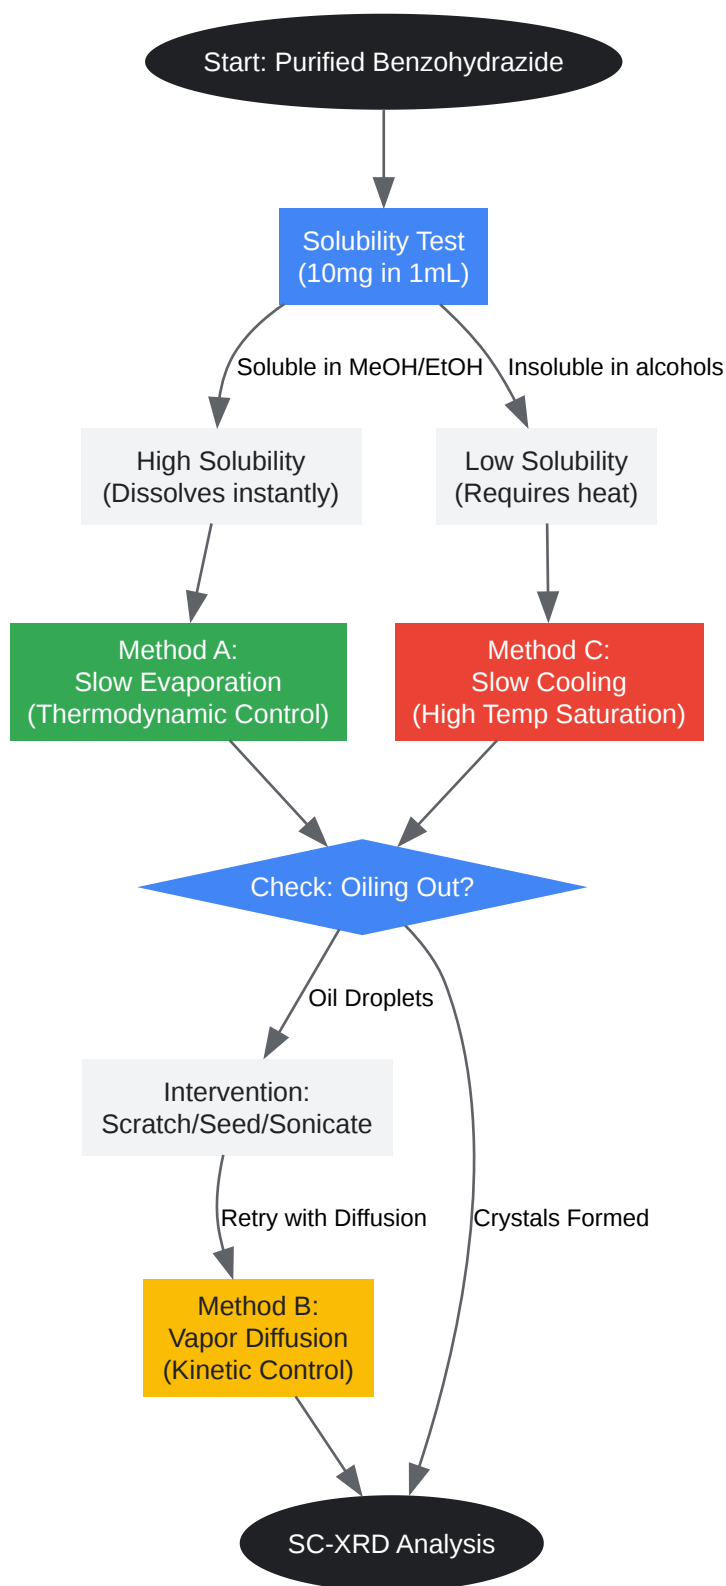 Start: Purified Benzohydrazide
Solubility Test
(10mg in 1mL)
Soluble in MeOH/EtOH
Insoluble in alcohols
High Solubility
(Dissolves instantly)
Low Solubility
(Requires heat)
Method A:
Slow Evaporation
(Thermodynamic Control)
Method C:
Slow Cooling
(High Temp Saturation)
Check: Oiling Out?
Oil Droplets
Intervention:
Scratch/Seed/Sonicate
Retry with Diffusion
Crystals Formed
Method B:
Vapor Diffusion
(Kinetic Control)
SC-XRD Analysis